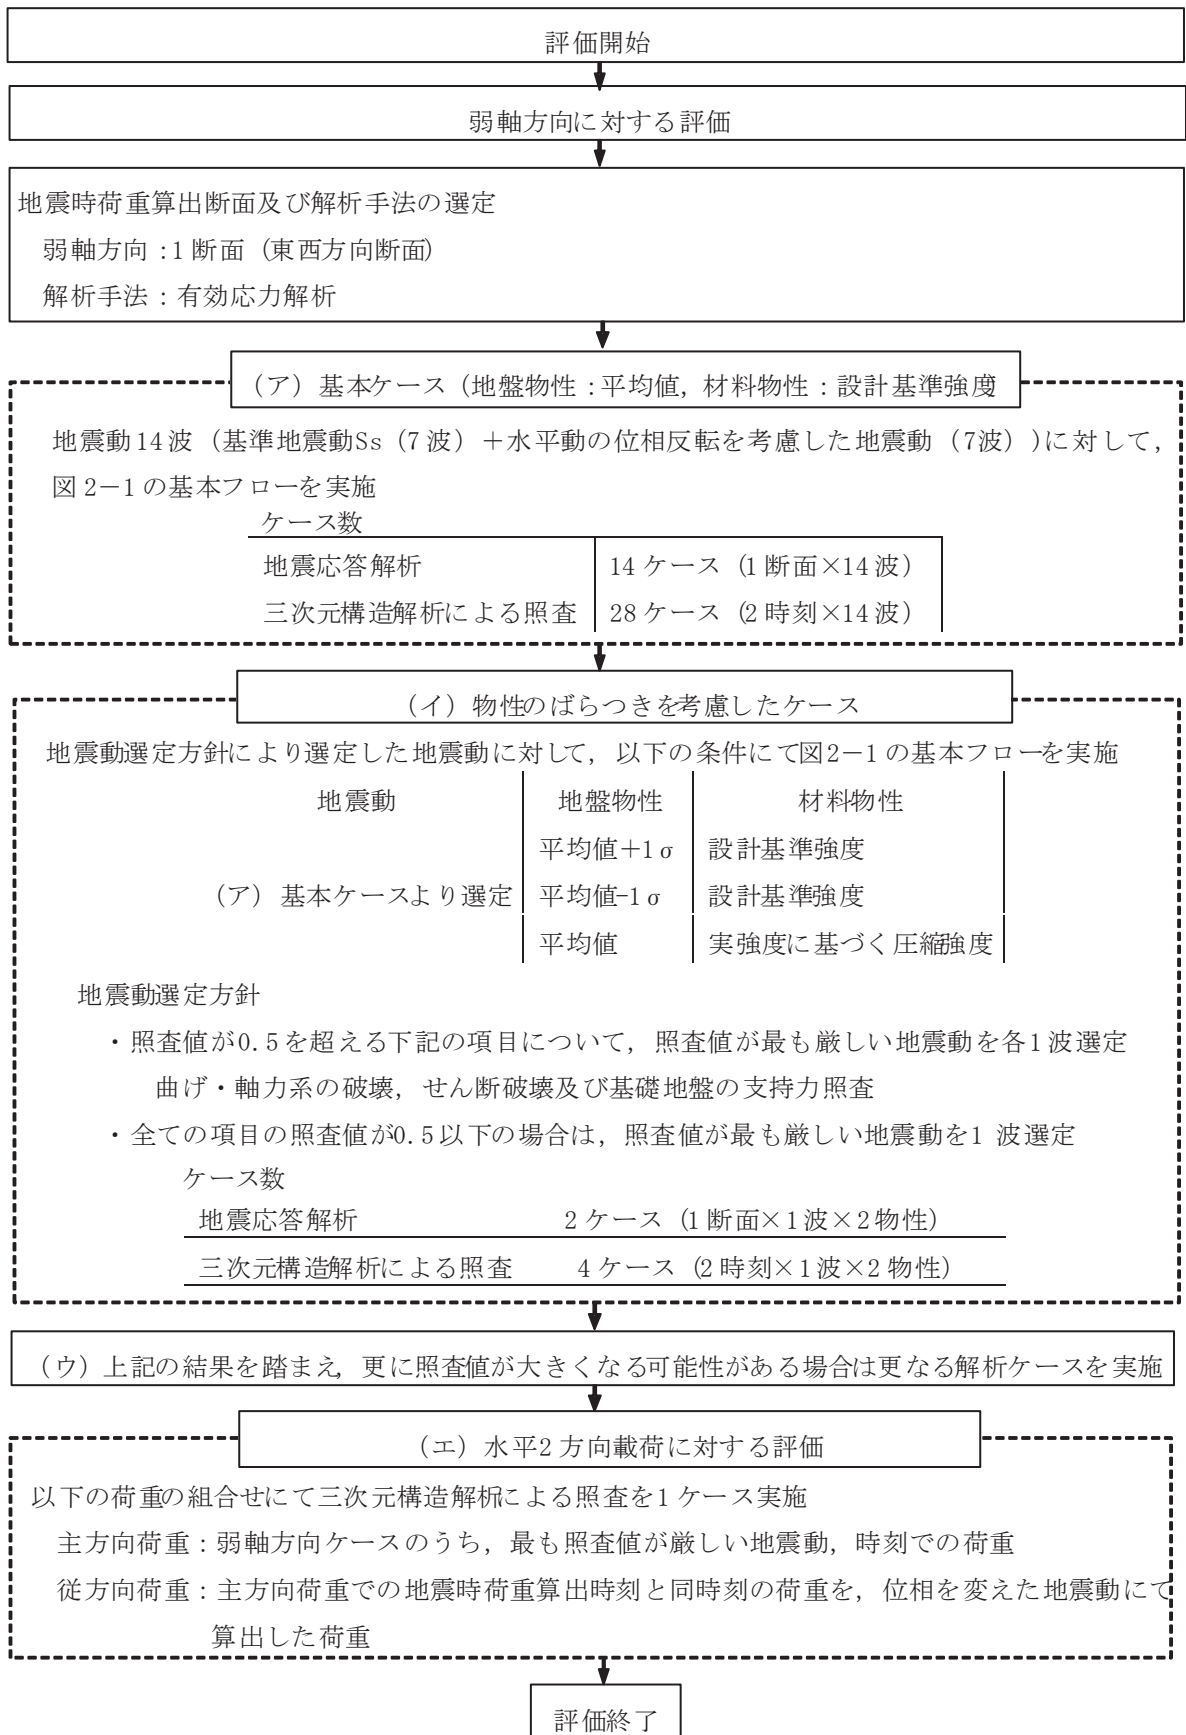 評価開始
弱軸方向に対する評価
地震時荷重算出断面及び解析手法の選定
弱軸方向：1断面（東西方向断面）
解析手法：有効応力解析
（ア）基本ケース（地盤物性：平均値，材料物性：設計基準強度）
地震動14波（基準地震動Ss（7波）＋水平動の位相反転を考慮した地震動（7波））に対して，
図2－1の基本フローを実施
ケース数
地震応答解析 14ケース（1断面×14波）
三次元構造解析による照査 28ケース（2時刻×14波）
（イ）物性のばらつきを考慮したケース
地震動選定方針により選定した地震動に対して，以下の条件にて図2－1の基本フローを実施
地震動 地盤物性 材料物性
平均値＋1σ 設計基準強度
（ア）基本ケースより選定 平均値-1σ 設計基準強度
平均値 実強度に基づく圧縮強度
地震動選定方針
・照査値が0.5を超える下記の項目について，照査値が最も厳しい地震動を各1波選定
曲げ・軸力系の破壊，せん断破壊及び基礎地盤の支持力照査
・全ての項目の照査値が0.5以下の場合は，照査値が最も厳しい地震動を1波選定
ケース数
地震応答解析 2ケース（1断面×1波×2物性）
三次元構造解析による照査 4ケース（2時刻×1波×2物性）
（ウ）上記の結果を踏まえ，更に照査値が大きくなる可能性がある場合は更なる解析ケースを実施
（エ）水平2方向載荷に対する評価
以下の荷重の組合せにて三次元構造解析による照査を1ケース実施
主方向荷重：弱軸方向ケースのうち，最も照査値が厳しい地震動，時刻での荷重
従方向荷重：主方向荷重での地震時荷重算出時刻と同時刻の荷重を，位相を変えた地震動にて
算出した荷重
評価終了